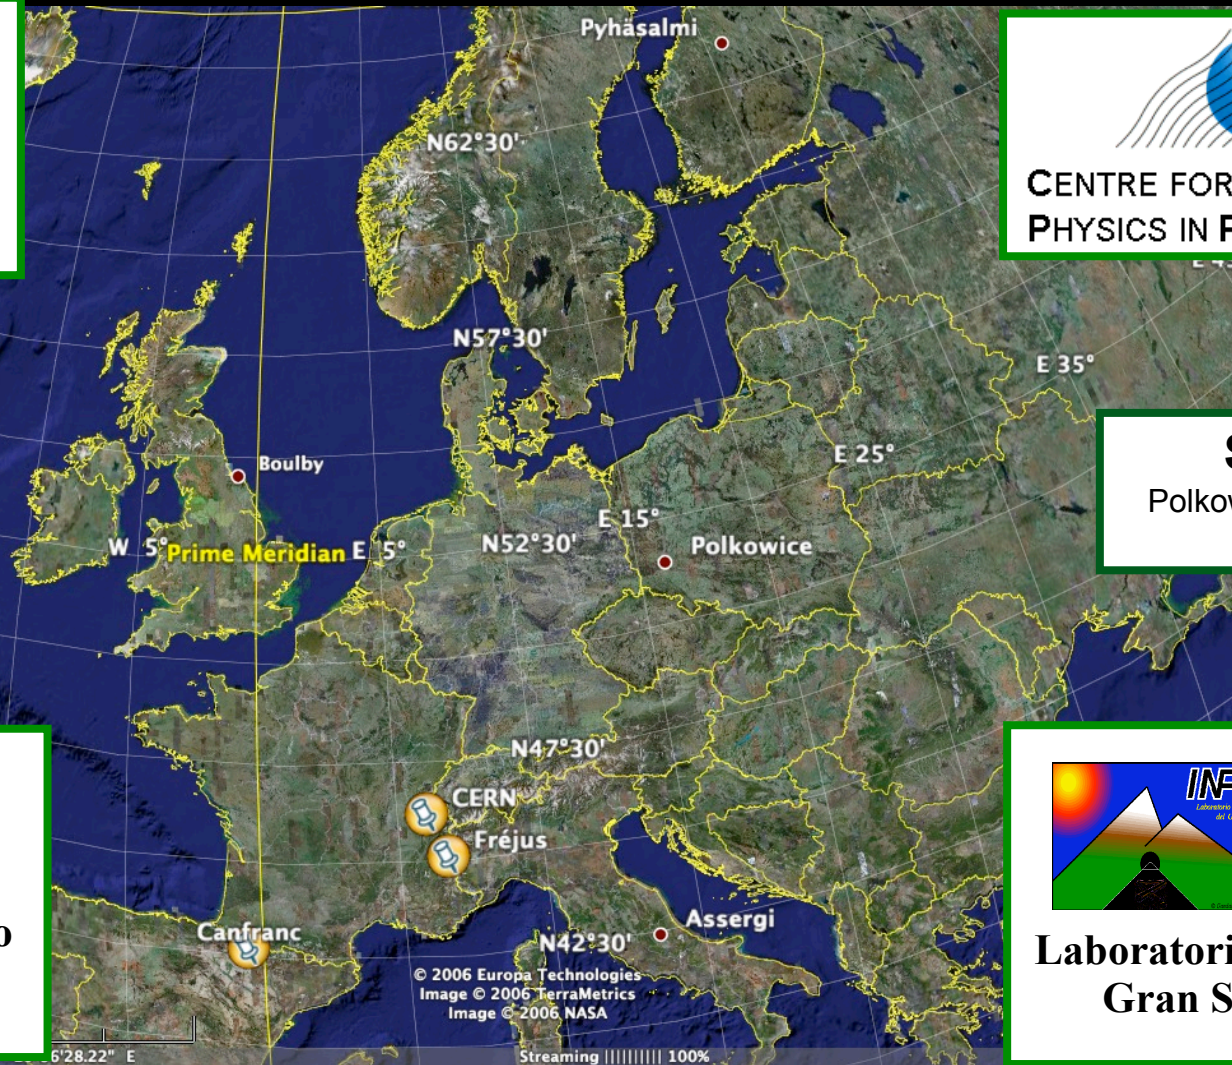 Pyhäsalmi
N62°30'
CENTRE FOR
PHYSICS IN
N57°30'
E 35°
E 25°
Boulby
E 15°
W 5°
Prime Meridian
E 5°
N52°30'
Polkowice
N47°30'
CERN
Fréjus
INF
Canfranc
Assergi
N42°30'
Laboratori
Gran S
© 2006 Europa Technologies
Image © 2006 TerraMetrics
Image © 2006 NASA
6'28.22" E
Streaming |||||||||| 100%